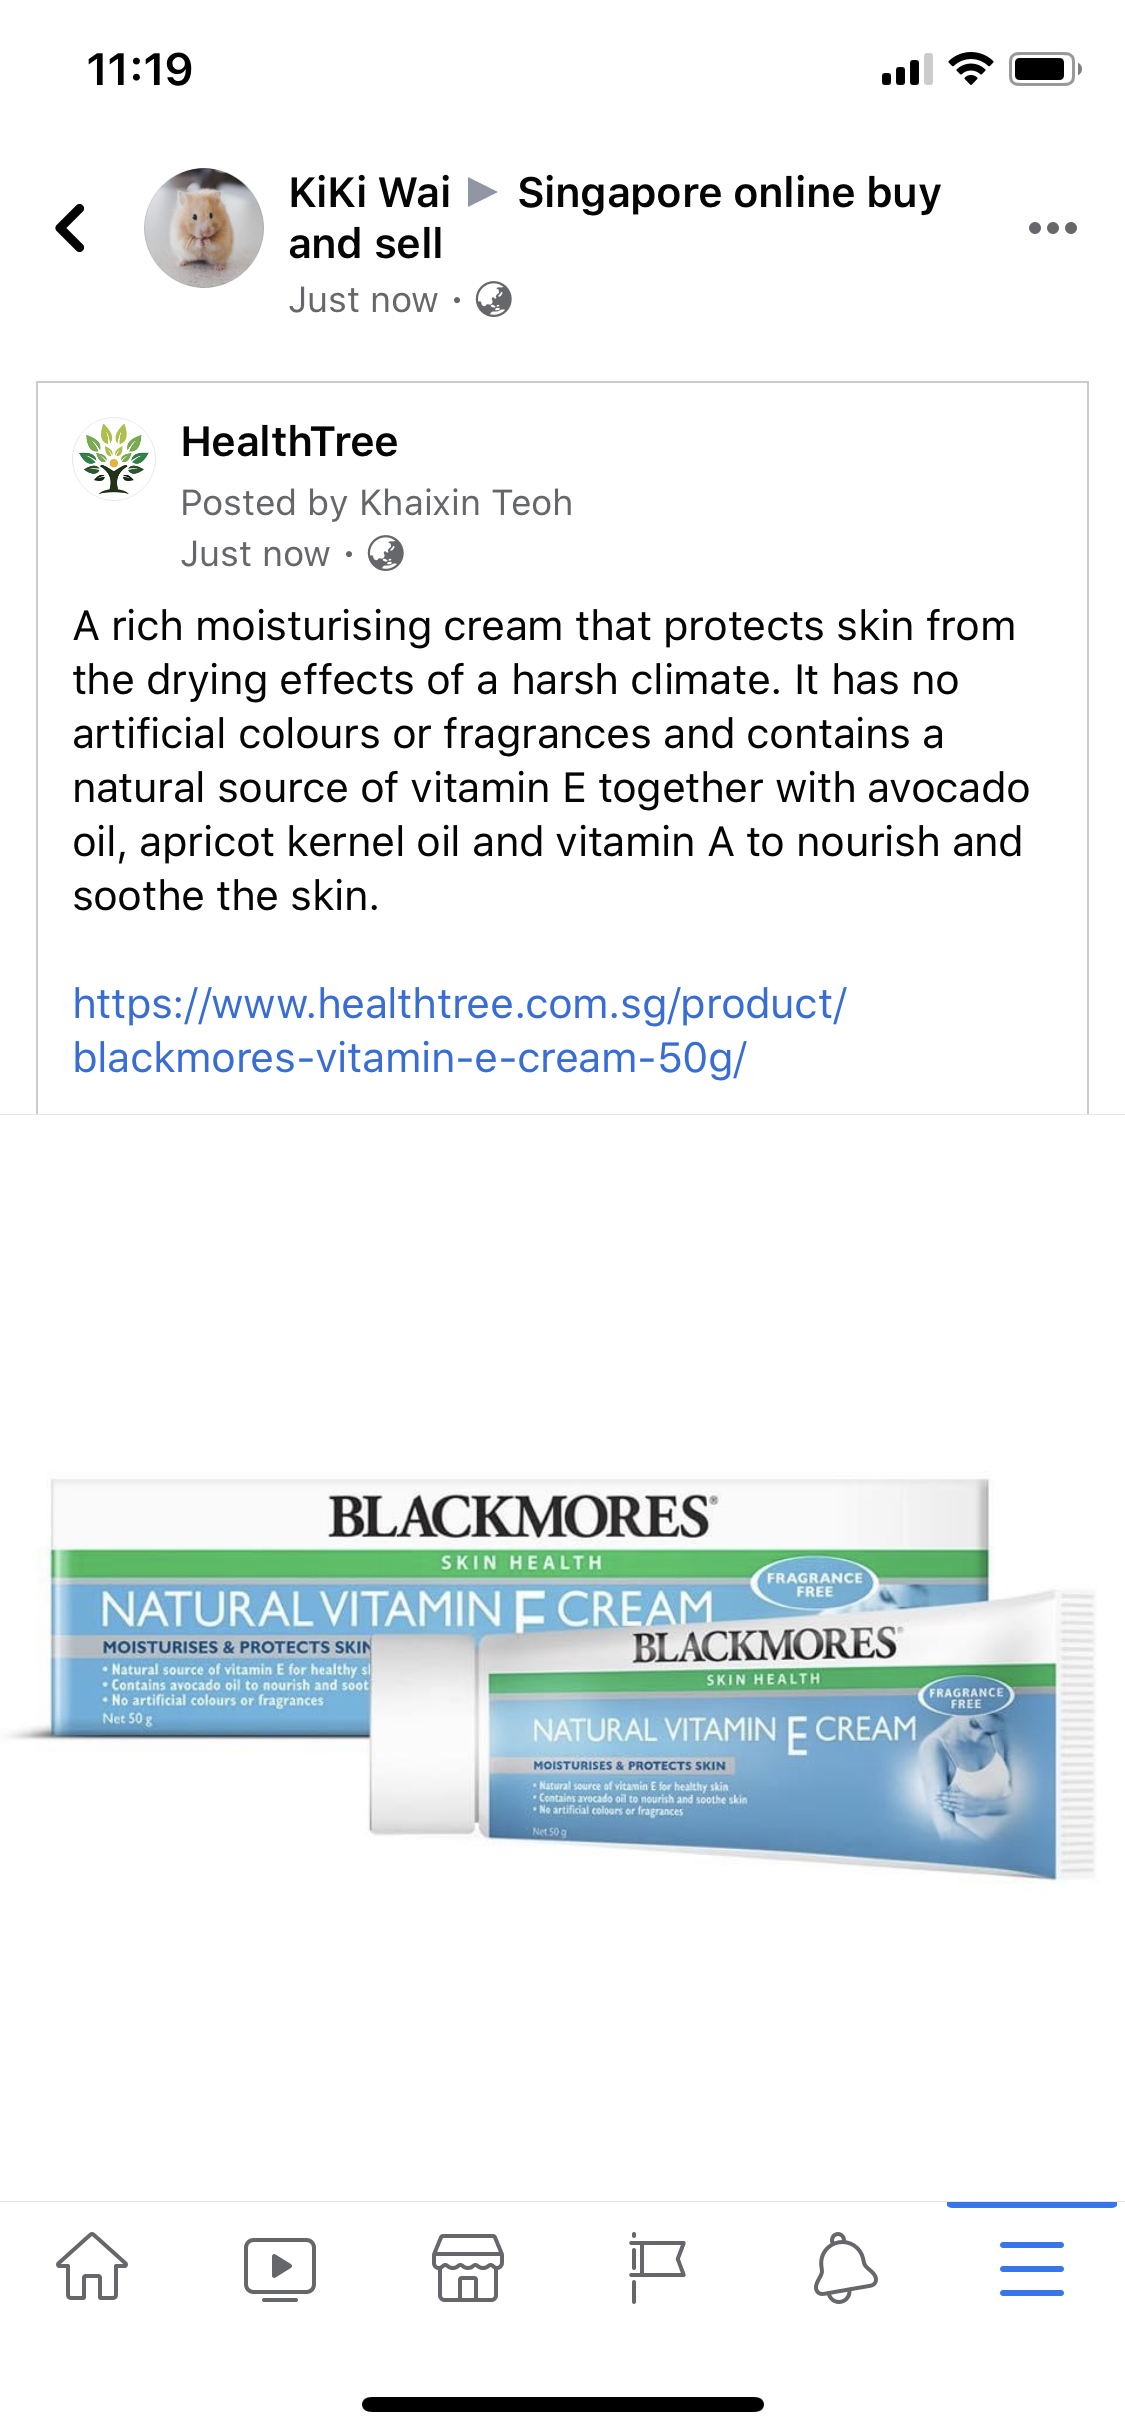 11:19
KiKi Wai ▶ Singapore online buy
and sell
Just now ·
HealthTree
Posted by Khaixin Teoh
Just now ·
A rich moisturising cream that protects skin from
the drying effects of a harsh climate. It has no
artificial colours or fragrances and contains a
natural source of vitamin E together with avocado
oil, apricot kernel oil and vitamin A to nourish and
soothe the skin.
https://www.healthtree.com.sg/product/
blackmores-vitamin-e-cream-50g/
BLACKMORES®
SKIN HEALTH
FRAGRANCE
FREE
NATURAL VITAMIN E CREAM
MOISTURISES & PROTECTS SKIN
• Natural source of vitamin E for healthy
• Contains avocado oil to nourish and
• No artificial colours or fragrances
Net 50 g
BLACKMORES®
SKIN HEALTH
FRAGRANCE
FREE
NATURAL VITAMIN E CREAM
MOISTURISES & PROTECTS SKIN
• Natural source of vitamin E for healthy skin
• Contains avocado oil to nourish and soothe skin
• No artificial colours or fragrances
Net 50 g